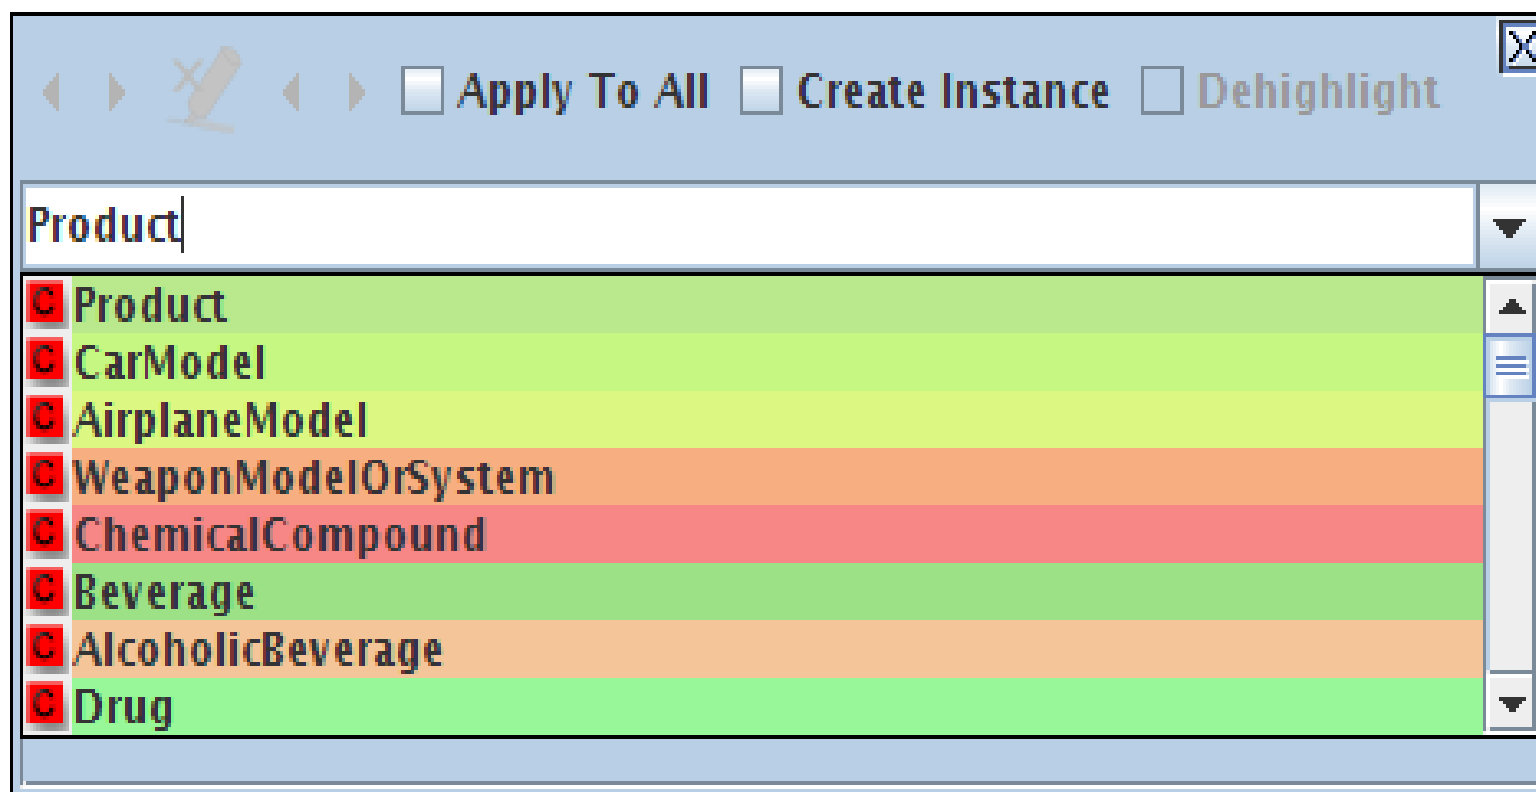 Apply To All Create Instance Dehighlight X
Product
C Product
C CarModel
C AirplaneModel
C WeaponModelOrSystem
C ChemicalCompound
C Beverage
C AlcoholicBeverage
C Drug